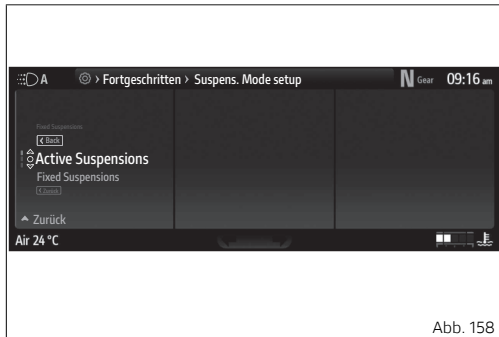 A
> Fortgeschritten > Suspens. Mode setup
N Gear 09:16 am
Fixed Suspensions
< Back
Active Suspensions
Fixed Suspensions
< Zurück
Zurück
Air 24 °C
Abb. 158